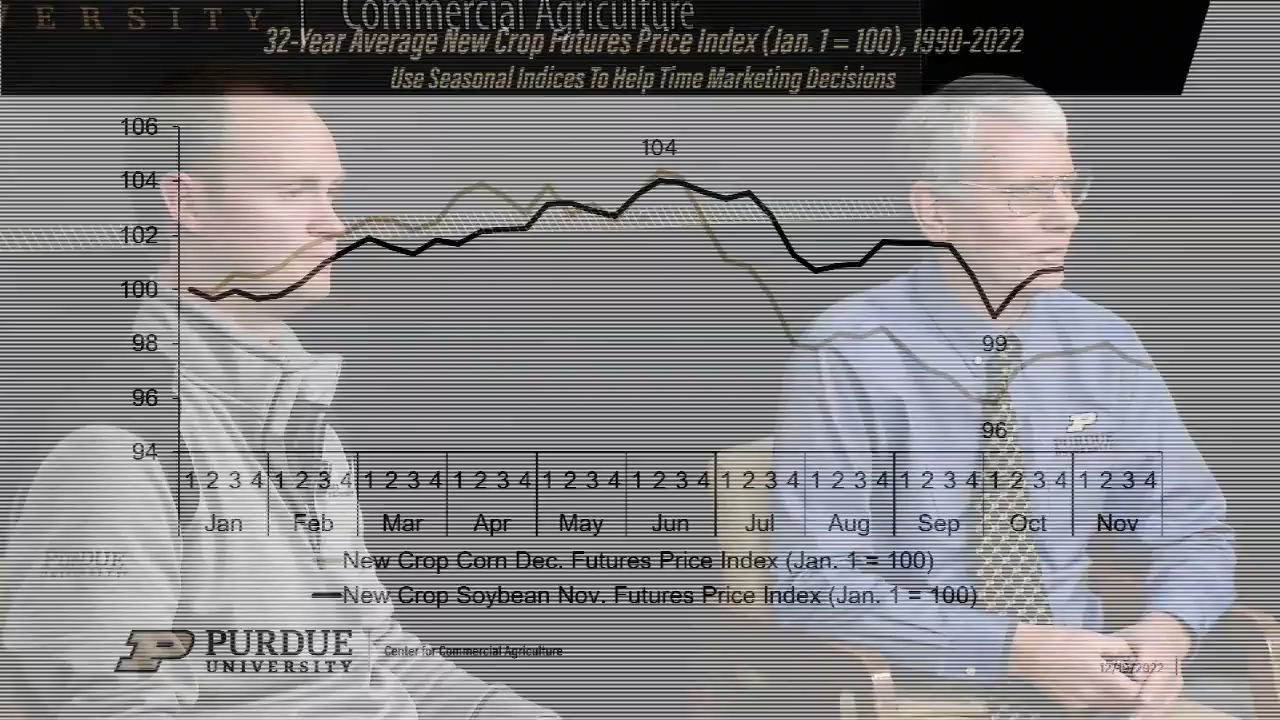 ERSITY
Commercial Agriculture
32-Year Average New Crop Futures Price Index (Jan. 1 = 100), 1990-2022
Use Seasonal Indices To Help Time Marketing Decisions
106
104
104
102
100
98
99
96
96
94
1 2 3 4 1 2 3 4 1 2 3 4 1 2 3 4 1 2 3 4 1 2 3 4 1 2 3 4 1 2 3 4 1 2 3 4 1 2 3 4 1 2 3 4
Jan Feb Mar Apr May Jun Jul Aug Sep Oct Nov
New Crop Corn Dec. Futures Price Index (Jan. 1 = 100)
New Crop Soybean Nov. Futures Price Index (Jan. 1 = 100)
PURDUE
UNIVERSITY
PURDUE
UNIVERSITY
PURDUE
UNIVERSITY
Center for Commercial Agriculture